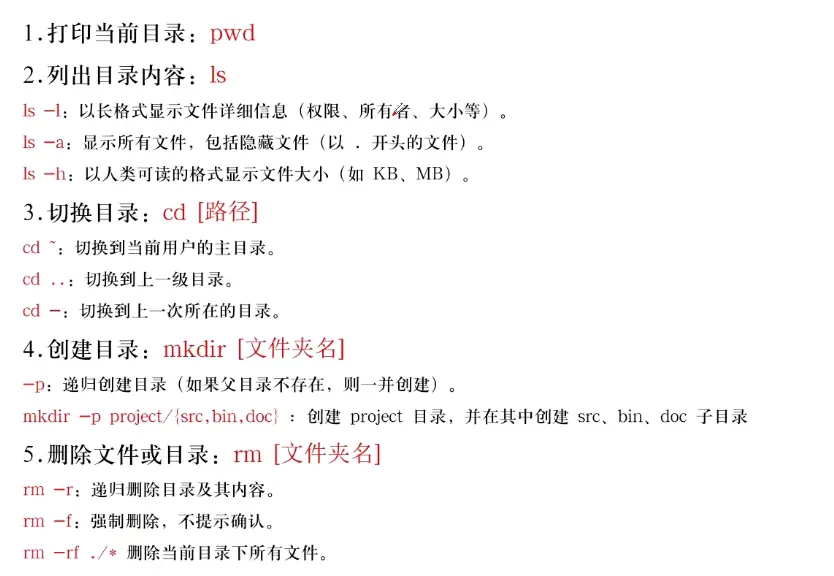 1.打印当前目录：pwd
2.列出目录内容：ls
ls -l：以长格式显示文件详细信息（权限、所有者、大小等）。
ls -a：显示所有文件，包括隐藏文件（以 . 开头的文件）。
ls -h：以人类可读的格式显示文件大小（如 KB、MB）。
3.切换目录：cd [路径]
cd ~：切换到当前用户的主目录。
cd ..：切换到上一级目录。
cd -：切换到上一次所在的目录。
4.创建目录：mkdir [文件夹名]
-p：递归创建目录（如果父目录不存在，则一并创建）。
mkdir -p project/{src,bin,doc} ：创建 project 目录，并在其中创建 src、bin、doc 子目录
5.删除文件或目录：rm [文件夹名]
rm -r：递归删除目录及其内容。
rm -f：强制删除，不提示确认。
rm -rf ./* 删除当前目录下所有文件。